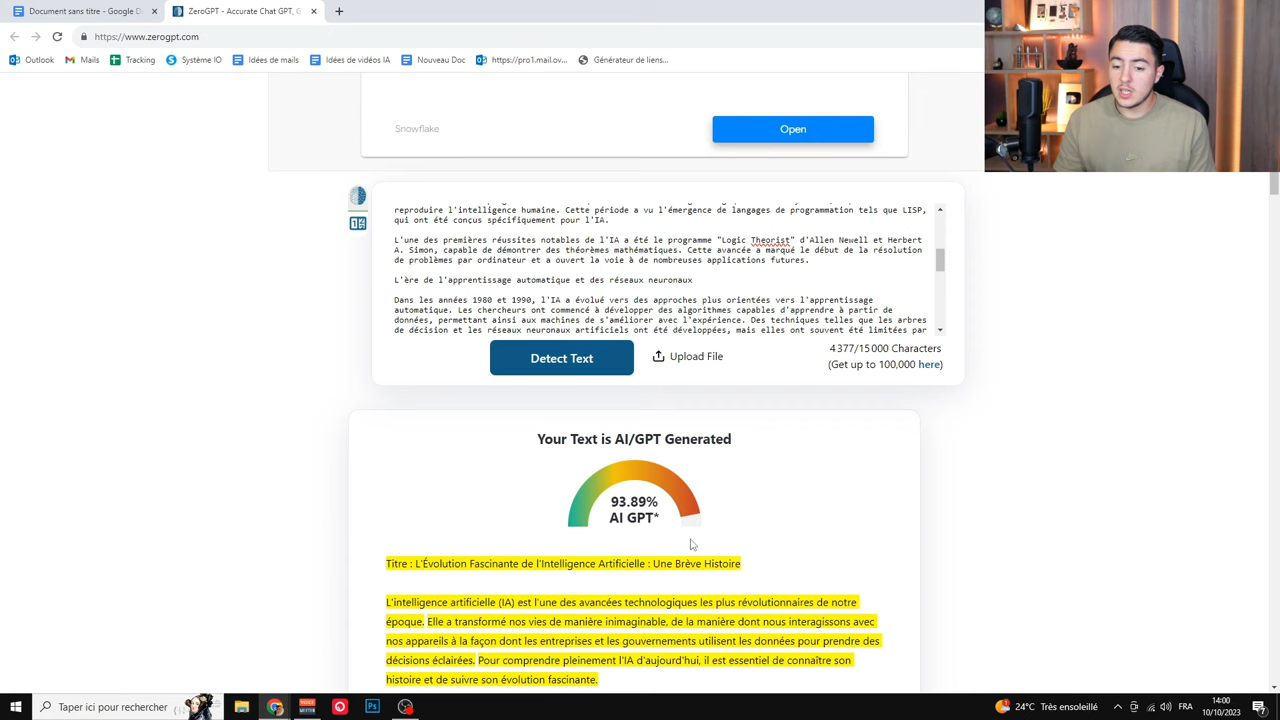 Document sans titre - Google D
ZeroGPT - Accurate Chat GPT, G
https://www.zerogpt.com
Outlook
Mails
Tracking
Système IO
Idées de mails
Idées de vidéos IA
Nouveau Doc
https://pro1.mail.ov...
Générateur de liens...
Snowflake
Open
reproduire l'intelligence humaine. Cette période a vu l'émergence de langages de programmation tels que LISP,
qui ont été conçus spécifiquement pour l'IA.
L'une des premières réussites notables de l'IA a été le programme "Logic Theorist" d'Allen Newell et Herbert
A. Simon, capable de démontrer des théorèmes mathématiques. Cette avancée a marqué le début de la résolution
de problèmes par ordinateur et a ouvert la voie à de nombreuses applications futures.
L'ère de l'apprentissage automatique et des réseaux neuronaux
Dans les années 1980 et 1990, l'IA a évolué vers des approches plus orientées vers l'apprentissage
automatique. Les chercheurs ont commencé à développer des algorithmes capables d'apprendre à partir de
données, permettant ainsi aux machines de s'améliorer avec l'expérience. Des techniques telles que les arbres
de décision et les réseaux neuronaux artificiels ont été développées, mais elles ont souvent été limitées par
Detect Text
Upload File
4 377/15 000 Characters
(Get up to 100,000 here)
Your Text is AI/GPT Generated
93.89%
AI GPT*
Titre : L'Évolution Fascinante de l'Intelligence Artificielle : Une Brève Histoire
L'intelligence artificielle (IA) est l'une des avancées technologiques les plus révolutionnaires de notre
époque. Elle a transformé nos vies de manière inimaginable, de la manière dont nous interagissons avec
nos appareils à la façon dont les entreprises et les gouvernements utilisent les données pour prendre des
décisions éclairées. Pour comprendre pleinement l'IA d'aujourd'hui, il est essentiel de connaître son
histoire et de suivre son évolution fascinante.
Taper ici pour rechercher
Ps
24°C Très ensoleillé
FRA
14:00
10/10/2023